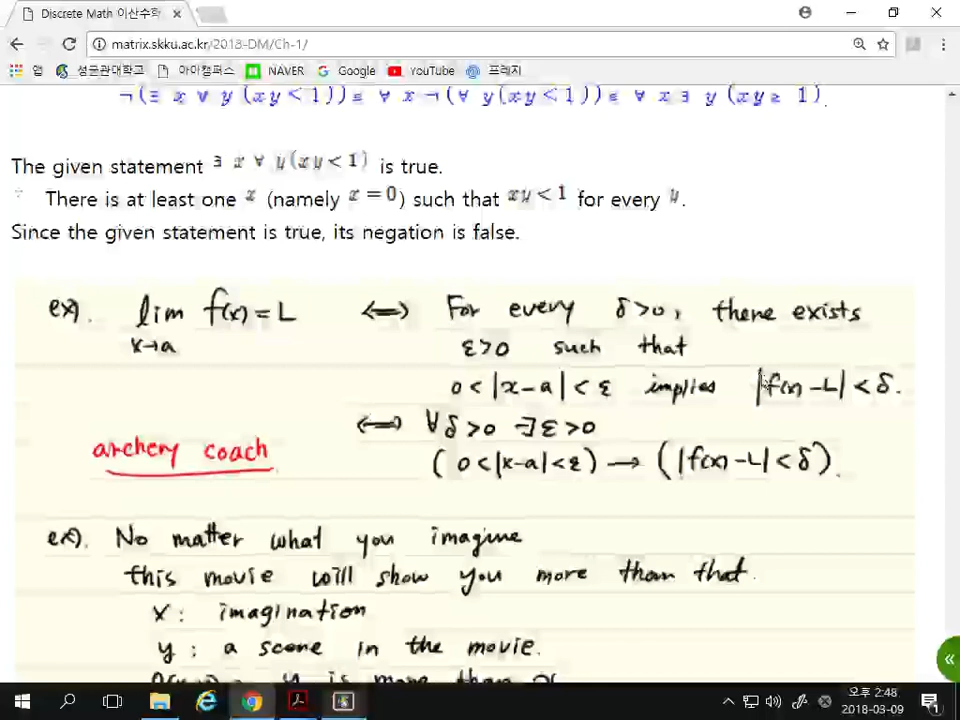 Discrete Math 이산수학
matrix.skku.ac.kr/2018-DM/Ch-1/
앱 성균관대학교 아이캠퍼스 NAVER Google YouTube 프레지
¬(∃ x ∀ y (xy < 1)) ≡ ∀ x ¬(∀ y(xy < 1)) ≡ ∀ x ∃ y (xy ≥ 1).
The given statement ∃ x ∀ y(xy < 1) is true.
∵ There is at least one x (namely x = 0) such that xy < 1 for every y.
Since the given statement is true, its negation is false.
ex). lim f(x) = L ⟺ For every δ>0, there exists
x→a ε>0 such that
0 < |x-a| < ε implies |f(x)-L| < δ.
⟺ ∀δ>0 ∃ε>0
archery coach (0<|x-a|<ε) → (|f(x)-L|<δ).
ex). No matter what you imagine
this movie will show you more than that.
x: imagination
y: a scene in the movie.
y is more than
오후 2:48
2018-03-09